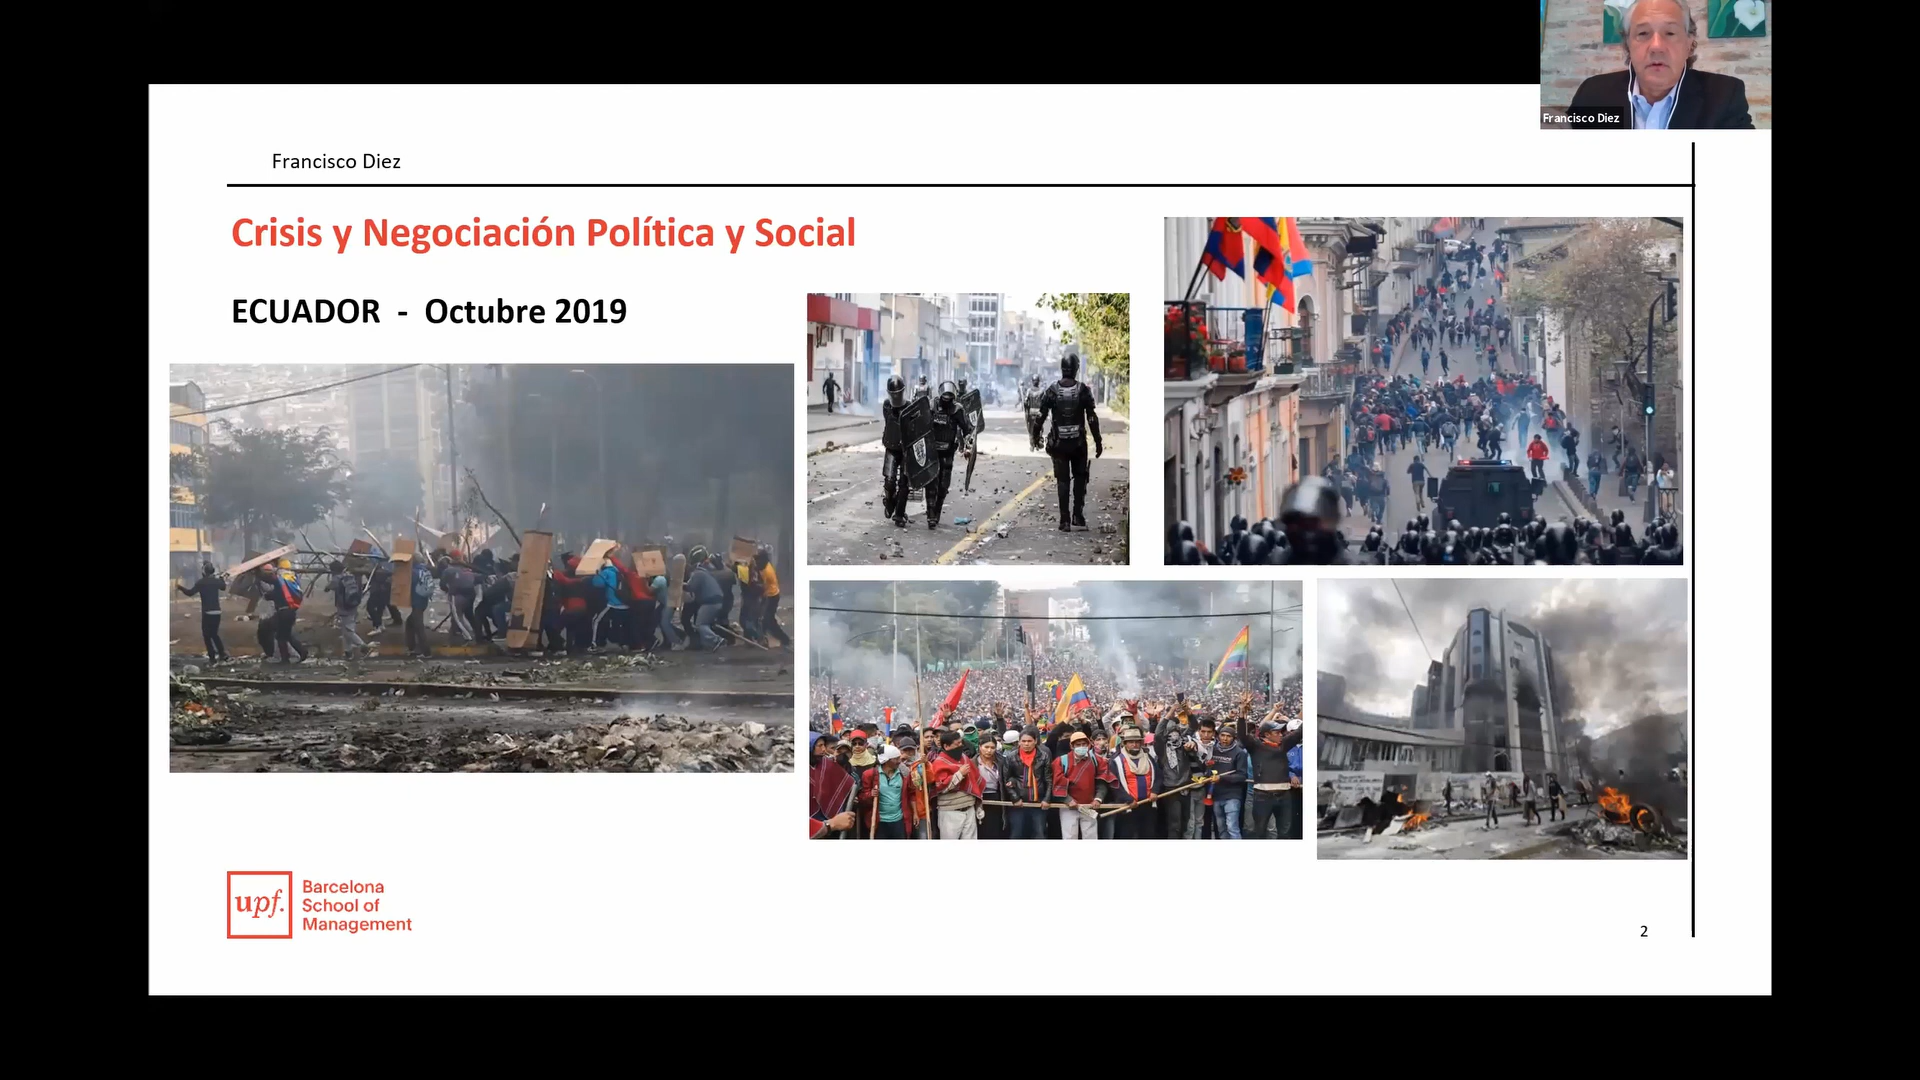 Francisco Diez
Francisco Diez
Crisis y Negociación Política y Social
ECUADOR - Octubre 2019
upf.
Barcelona
School of
Management
2